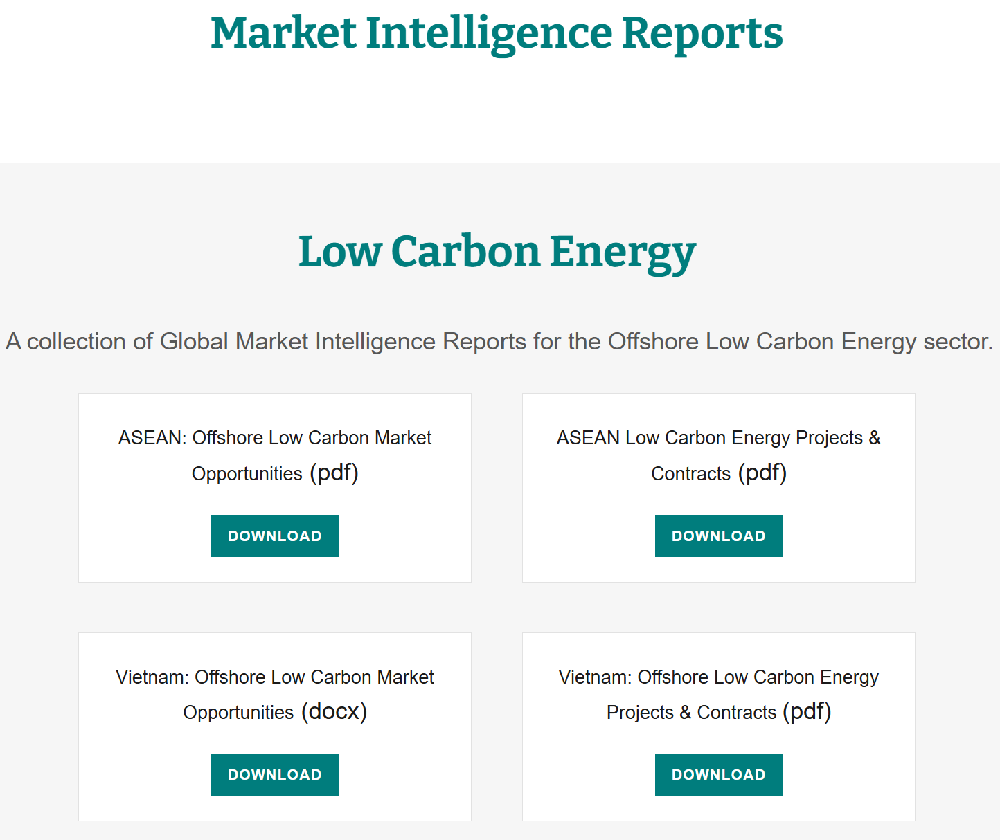 Market Intelligence Reports
Low Carbon Energy
A collection of Global Market Intelligence Reports for the Offshore Low Carbon Energy sector.
ASEAN: Offshore Low Carbon Market
Opportunities (pdf)
DOWNLOAD
ASEAN Low Carbon Energy Projects &
Contracts (pdf)
DOWNLOAD
Vietnam: Offshore Low Carbon Market
Opportunities (docx)
DOWNLOAD
Vietnam: Offshore Low Carbon Energy
Projects & Contracts (pdf)
DOWNLOAD